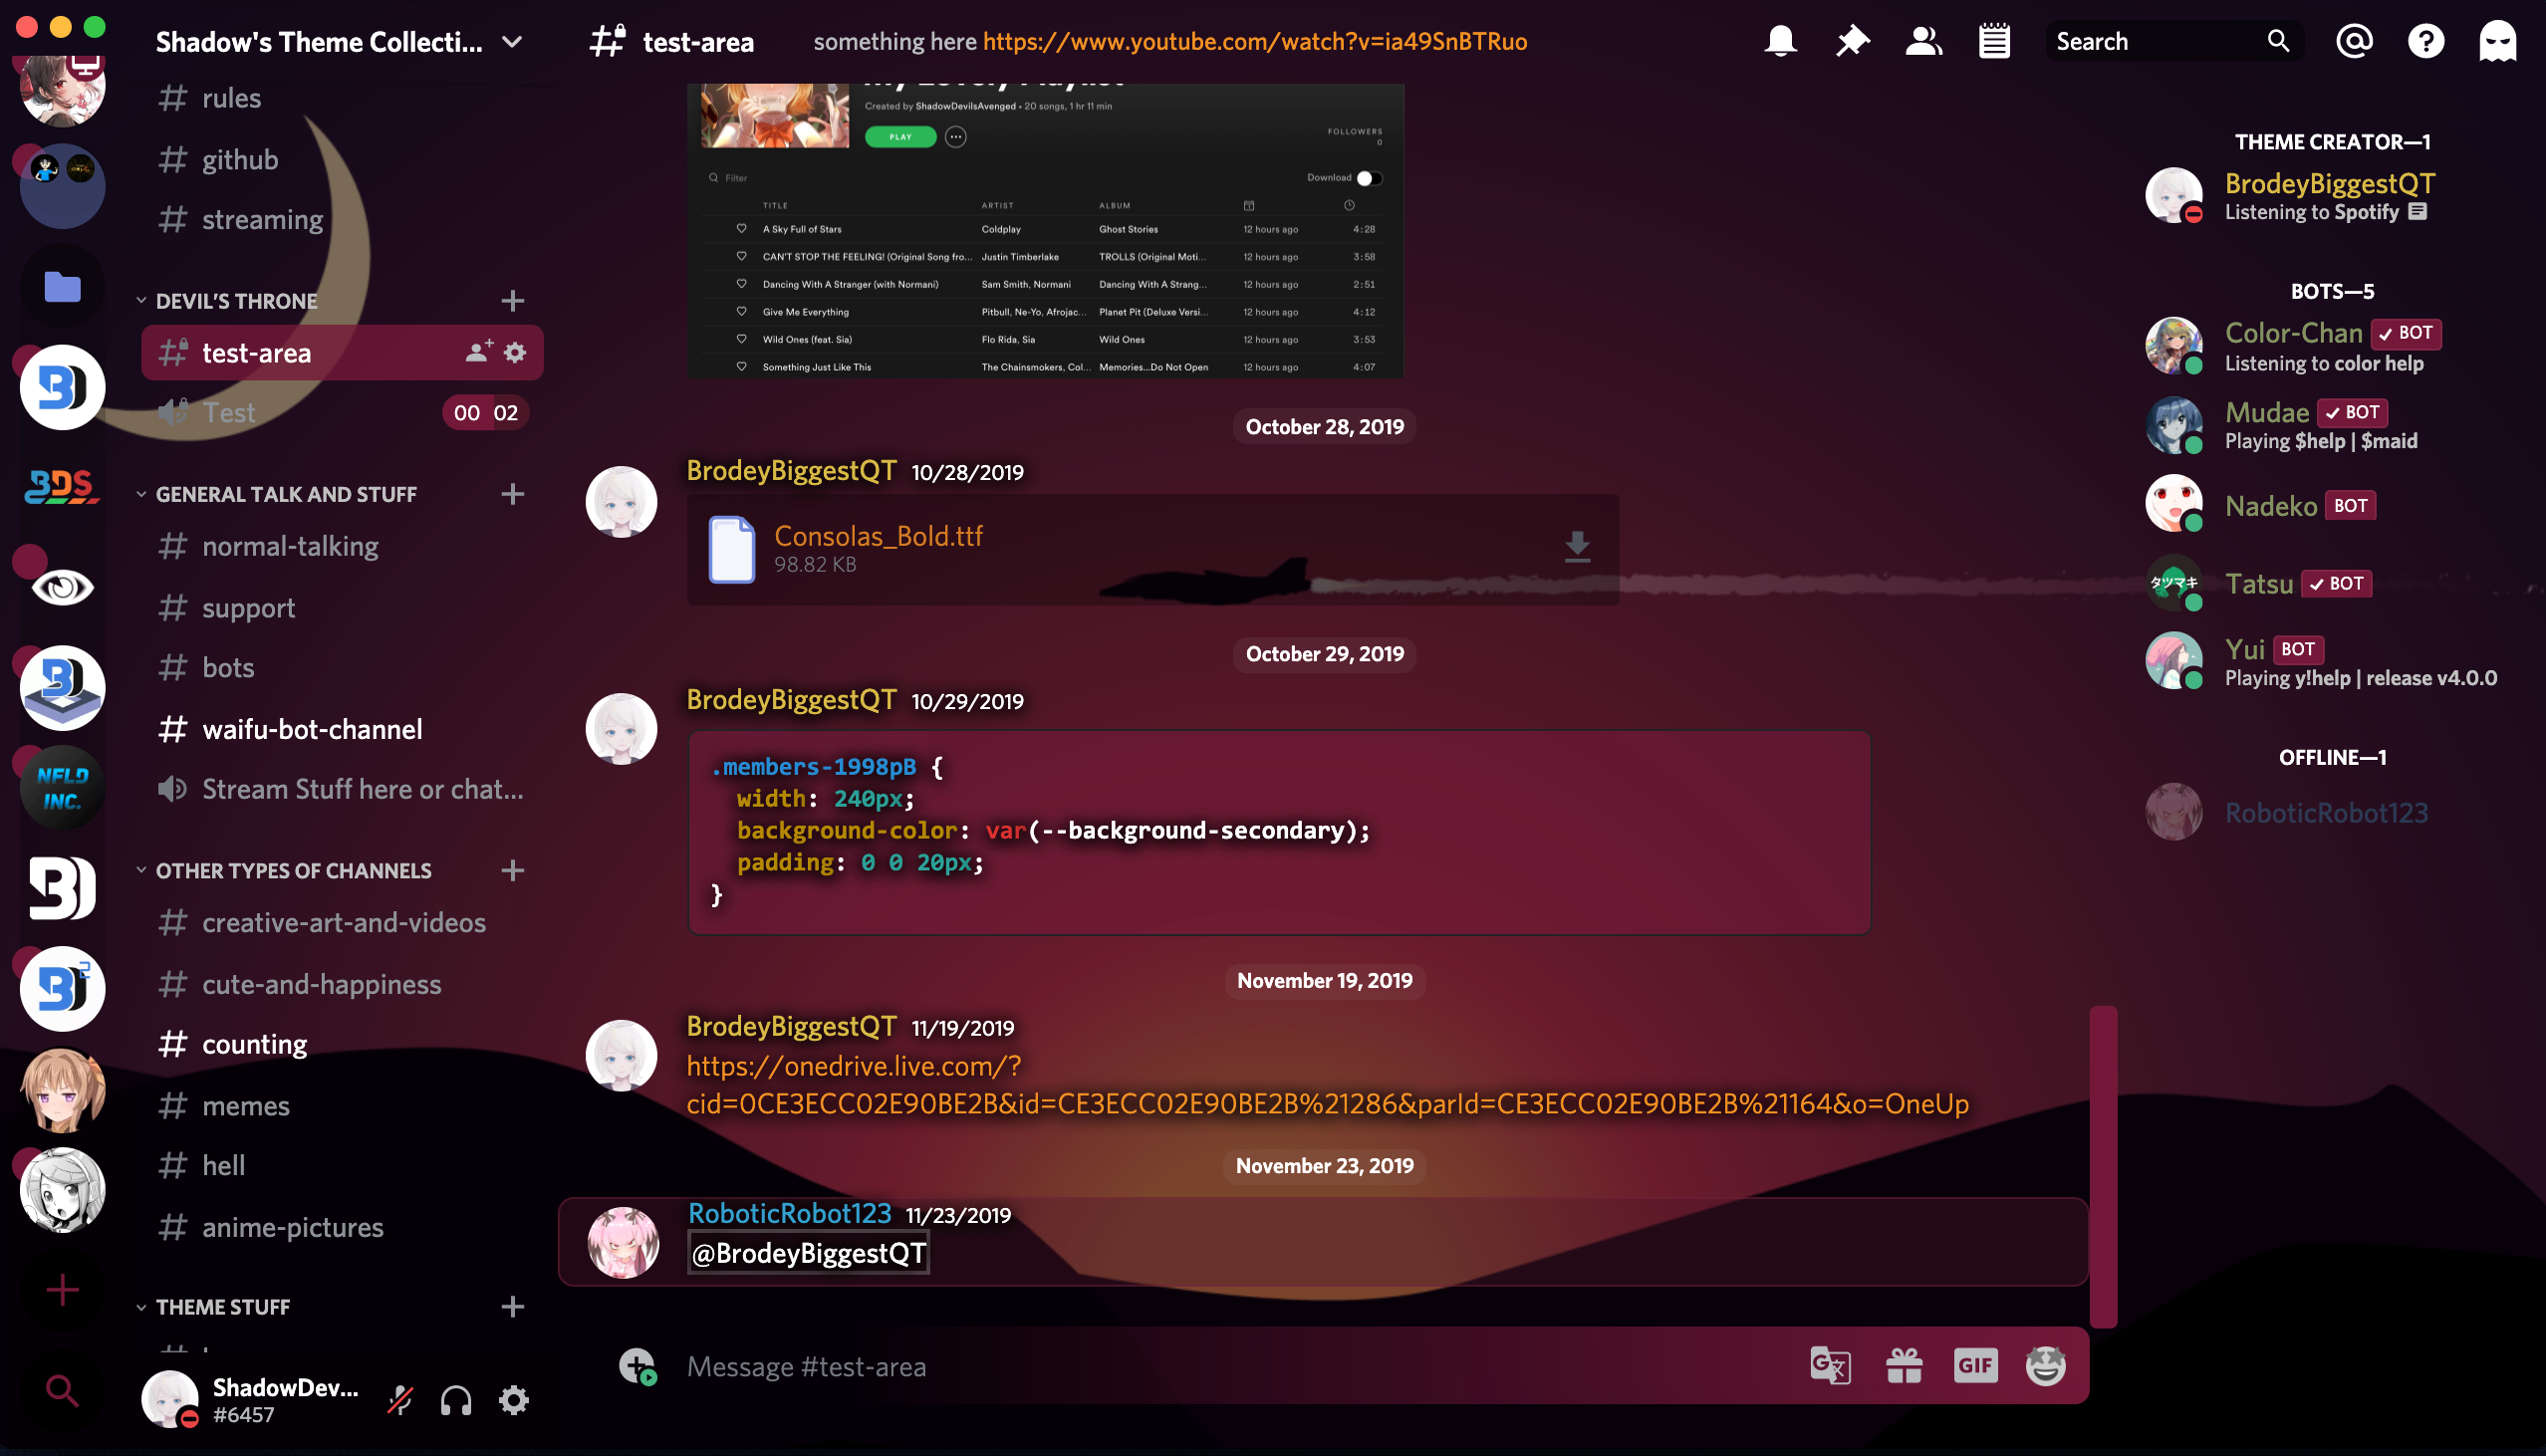 Shadow's Theme Collecti...
rules
github
streaming
DEVIL'S THRONE
test-area
Test
00 02
GENERAL TALK AND STUFF
normal-talking
support
bots
waifu-bot-channel
Stream Stuff here or chat...
OTHER TYPES OF CHANNELS
creative-art-and-videos
cute-and-happiness
counting
memes
hell
anime-pictures
THEME STUFF
ShadowDev...
#6457
BDS
NFLD
INC.
test-area something here https://www.youtube.com/watch?v=ia49SnBTRuo
Search
Created by ShadowDevilsAvenged • 20 songs, 1 hr 11 min
PLAY
FOLLOWERS
0
Filter
Download
TITLE ARTIST ALBUM
A Sky Full of Stars Coldplay Ghost Stories 12 hours ago 4:28
CAN'T STOP THE FEELING! (Original Song fro... Justin Timberlake TROLLS (Original Moti... 12 hours ago 3:58
Dancing With A Stranger (with Normani) Sam Smith, Normani Dancing With A Strang... 12 hours ago 2:51
Give Me Everything Pitbull, Ne-Yo, Afrojac... Planet Pit (Deluxe Versi... 12 hours ago 4:12
Wild Ones (feat. Sia) Flo Rida, Sia Wild Ones 12 hours ago 3:53
Something Just Like This The Chainsmokers, Col... Memories...Do Not Open 12 hours ago 4:07
October 28, 2019
BrodeyBiggestQT 10/28/2019
Consolas_Bold.ttf
98.82 KB
October 29, 2019
BrodeyBiggestQT 10/29/2019
.members-1998pB {
width: 240px;
background-color: var(--background-secondary);
padding: 0 0 20px;
}
November 19, 2019
BrodeyBiggestQT 11/19/2019
https://onedrive.live.com/?
cid=0CE3ECC02E90BE2B&id=CE3ECC02E90BE2B%21286&parId=CE3ECC02E90BE2B%21164&o=OneUp
November 23, 2019
RoboticRobot123 11/23/2019
@BrodeyBiggestQT
Message #test-area
GIF
THEME CREATOR—1
BrodeyBiggestQT
Listening to Spotify
BOTS—5
Color-Chan BOT
Listening to color help
Mudae BOT
Playing $help | $maid
Nadeko BOT
タツマキ
Tatsu BOT
Yui BOT
Playing y!help | release v4.0.0
OFFLINE—1
RoboticRobot123